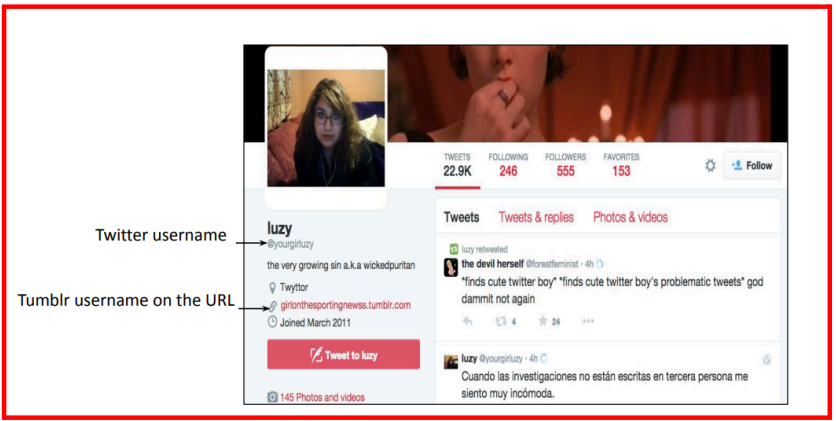 TWEETS FOLLOWING FOLLOWERS FAVORITES
22.9K 246 555 153
Follow
luzy
Twitter username
@yourgirluzy
the very growing sin a.k.a wickedpuritan
Twyttor
Tumblr username on the URL
girlonthesportingnewss.tumblr.com
Joined March 2011
Tweet to luzy
145 Photos and videos
Tweets Tweets & replies Photos & videos
luzy retweeted
the devil herself @forestfeminist · 4h
*finds cute twitter boy* *finds cute twitter boy's problematic tweets* god
dammit not again
4 24
luzy @yourgirluzy · 4h
Cuando las investigaciones no están escritas en tercera persona me
siento muy incómoda.